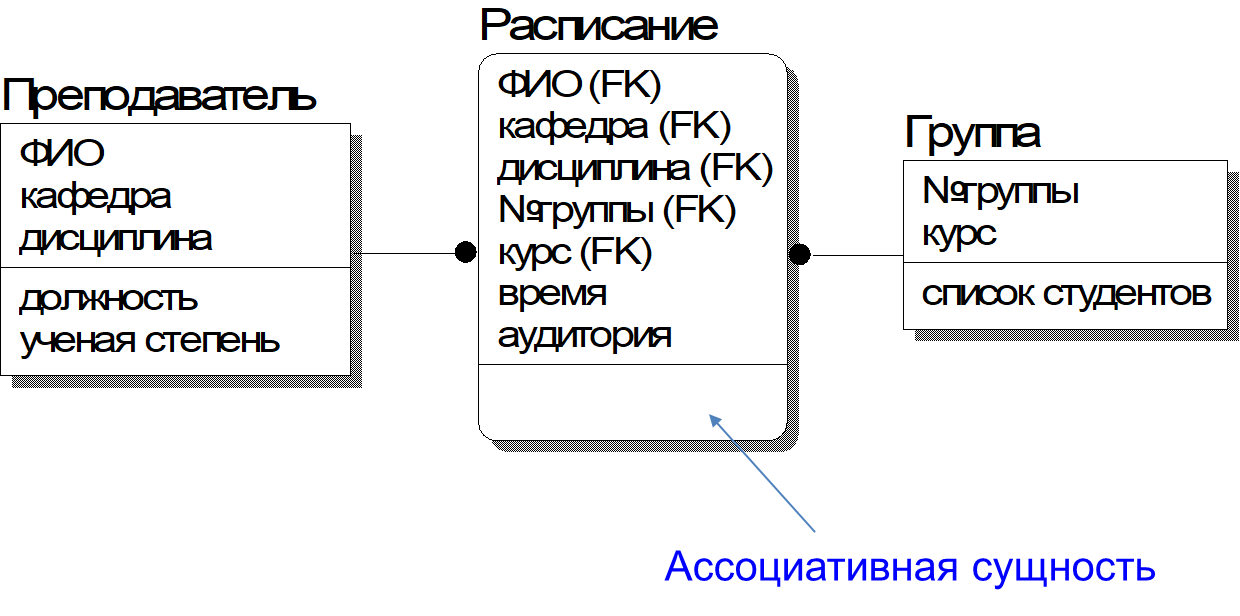 Преподаватель
ФИО
кафедра
дисциплина
должность
ученая степень
Расписание
ФИО (FK)
кафедра (FK)
дисциплина (FK)
№группы (FK)
курс (FK)
время
аудитория
Группа
№группы
курс
список студентов
Ассоциативная сущность